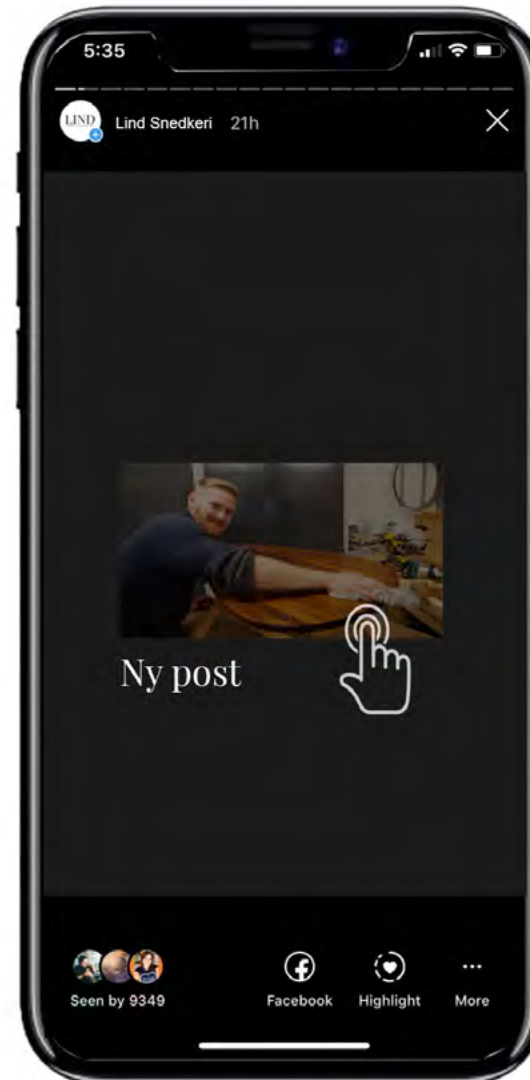 5:35
LIND
Lind Snedkeri 21h
Ny post
Seen by 9349
Facebook
Highlight
More